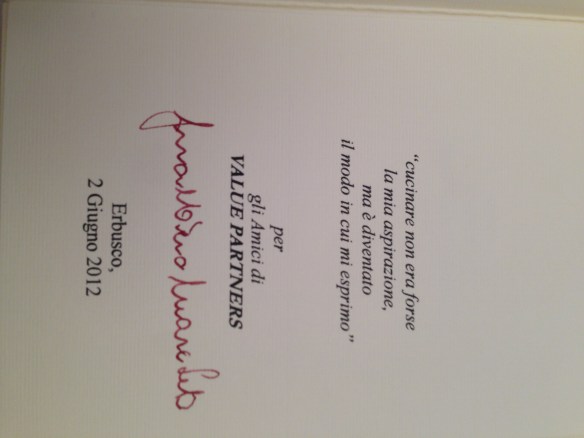 “cucinare non era forse
la mia aspirazione,
ma è diventato
il modo in cui mi esprimo”
per
gli Amici di
VALUE PARTNERS
Erbusco,
2 Giugno 2012